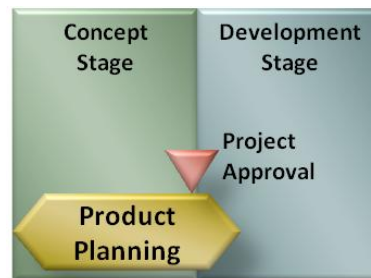 Concept
Stage
Development
Stage
Project
Approval
Product
Planning